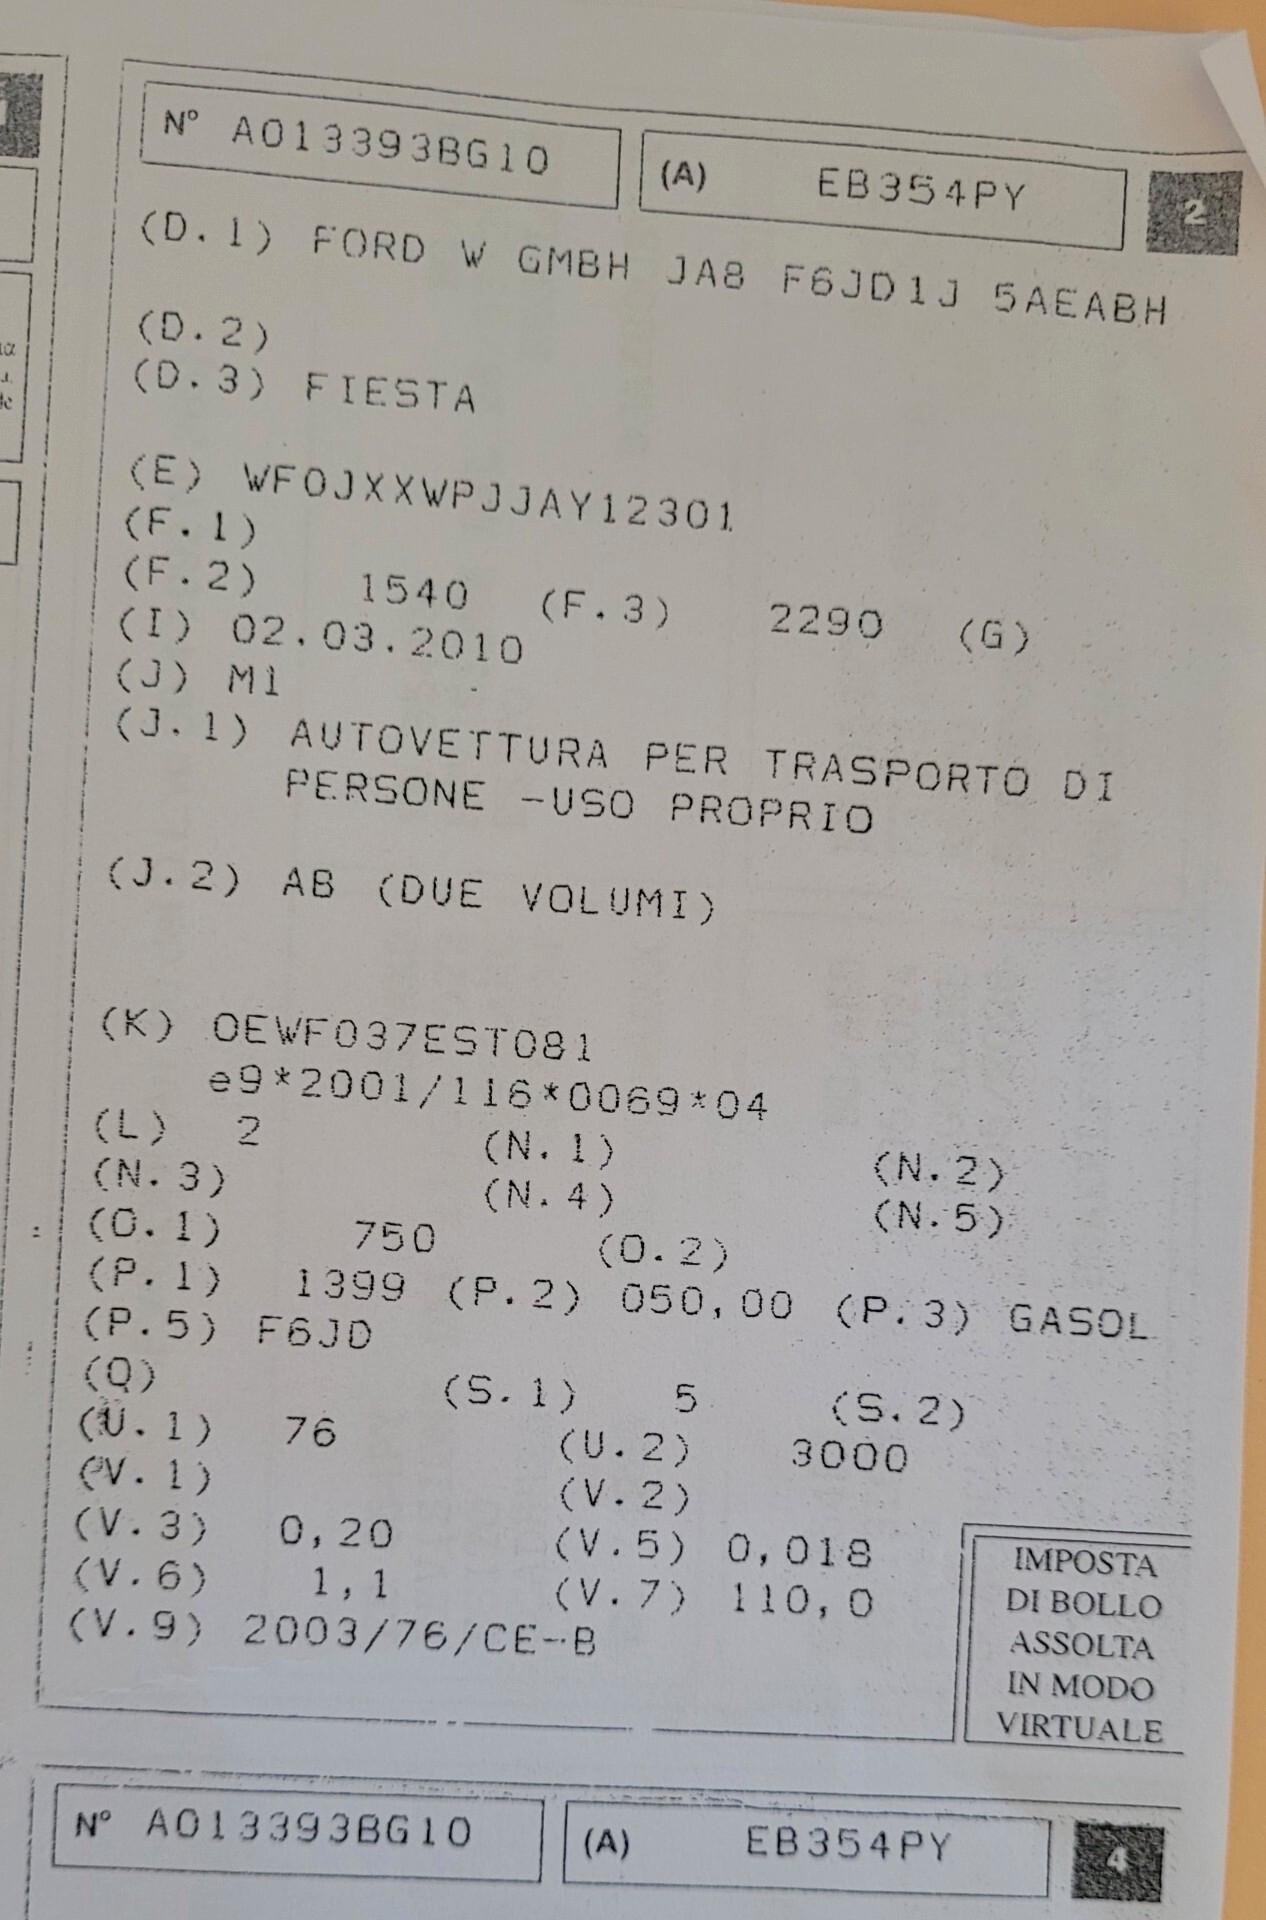 N° A013393BG10 (A) EB354PY 2
(D.1) FORD W GMBH JA8 F6JD1J 5AEABH
(D.2)
(D.3) FIESTA
(E) WF0JXXWPJJAY12301
(F.1)
(F.2) 1540 (F.3) 2290 (G)
(I) 02.03.2010
(J) M1
(J.1) AUTOVETTURA PER TRASPORTO DI
PERSONE -USO PROPRIO
(J.2) AB (DUE VOLUMI)
(K) OEWF037EST081
e9*2001/116*0069*04
(L) 2 (N.1) (N.2)
(N.3) (N.4) (N.5)
(O.1) 750 (O.2)
(P.1) 1399 (P.2) 050,00 (P.3) GASOL
(P.5) F6JD
(Q) (S.1) 5 (S.2)
(U.1) 76 (U.2) 3000
(V.1) (V.2)
(V.3) 0,20 (V.5) 0,018
(V.6) 1,1 (V.7) 110,0
(V.9) 2003/76/CE-B
IMPOSTA
DI BOLLO
ASSOLTA
IN MODO
VIRTUALE
N° A013393BG10 (A) EB354PY 4